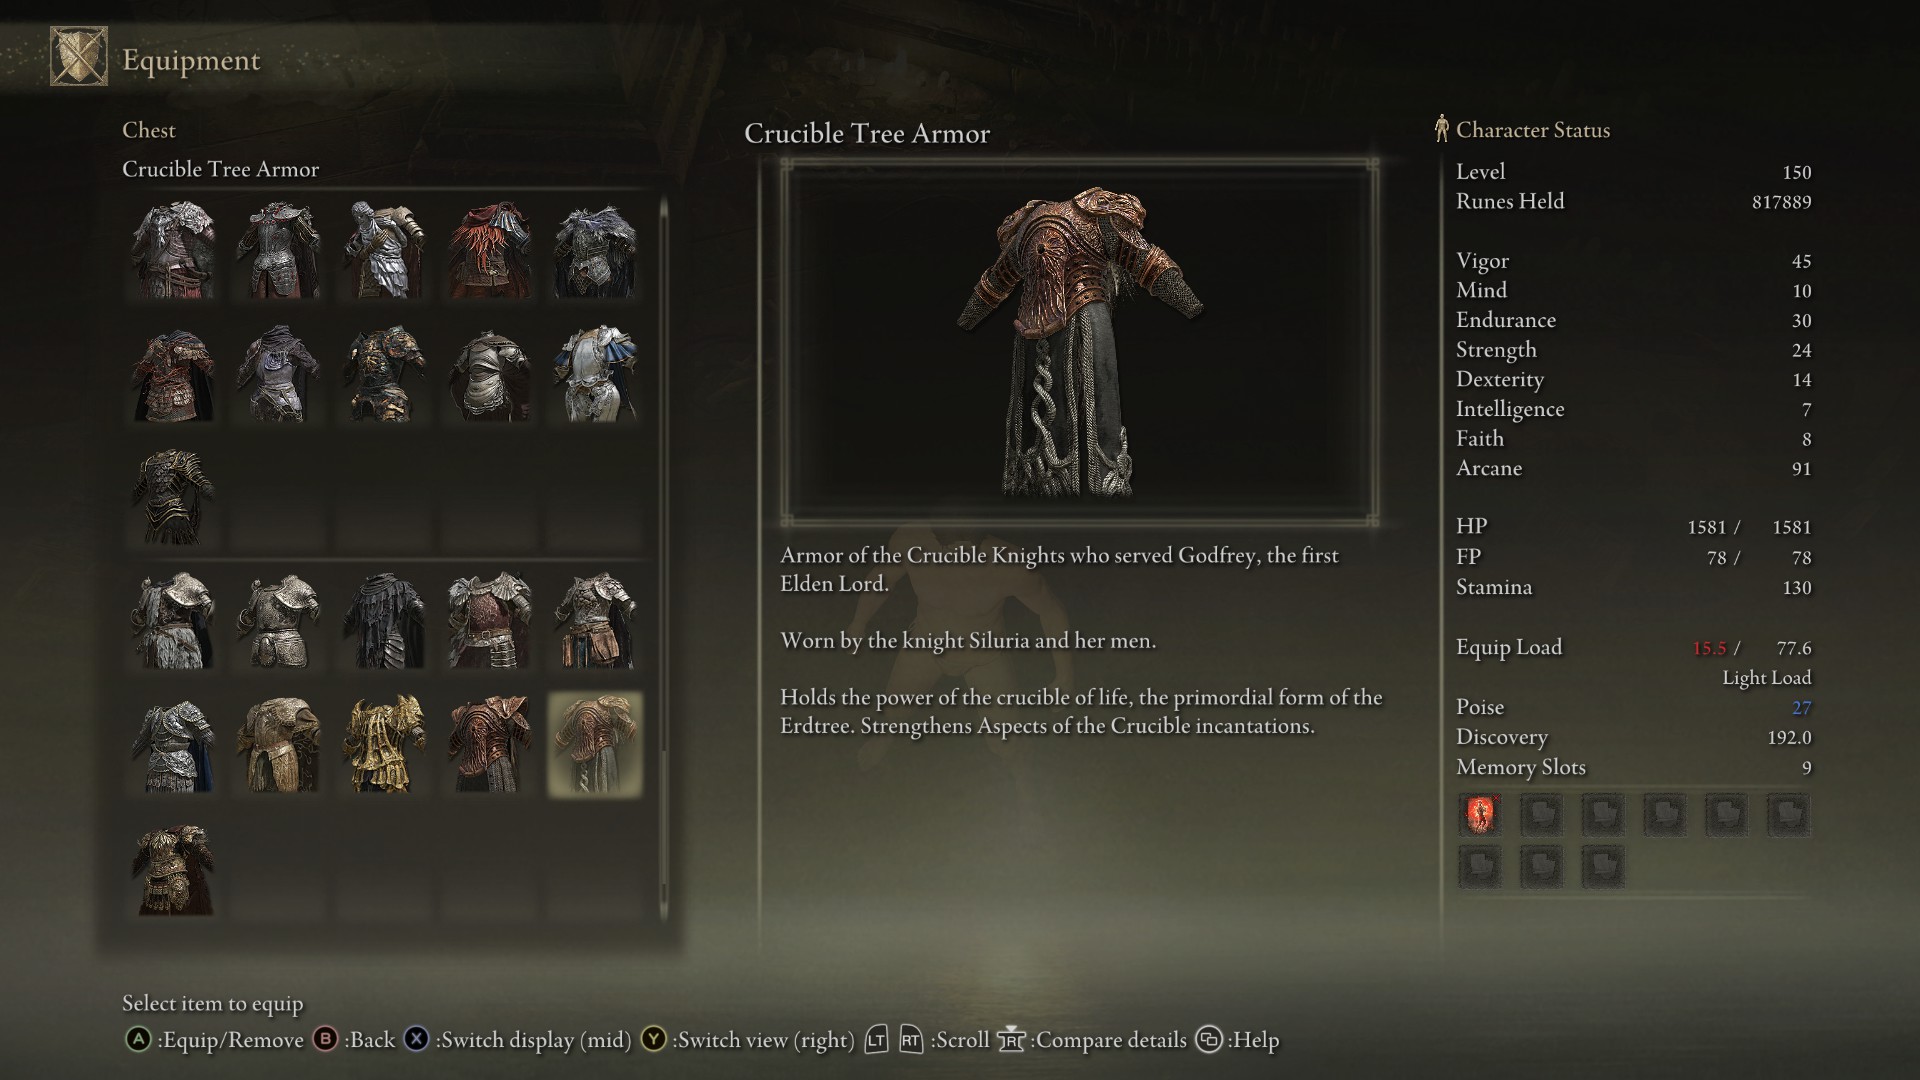 Equipment
Chest
Crucible Tree Armor
Crucible Tree Armor
Armor of the Crucible Knights who served Godfrey, the first
Elden Lord.
Worn by the knight Siluria and her men.
Holds the power of the crucible of life, the primordial form of the
Erdtree. Strengthens Aspects of the Crucible incantations.
Character Status
Level 150
Runes Held 817889
Vigor 45
Mind 10
Endurance 30
Strength 24
Dexterity 14
Intelligence 7
Faith 8
Arcane 91
HP 1581 / 1581
FP 78 / 78
Stamina 130
Equip Load 15.5 / 77.6
Light Load
Poise 27
Discovery 192.0
Memory Slots 9
Select item to equip
A :Equip/Remove B :Back X :Switch display (mid) Y :Switch view (right) LT RT :Scroll R :Compare details :Help